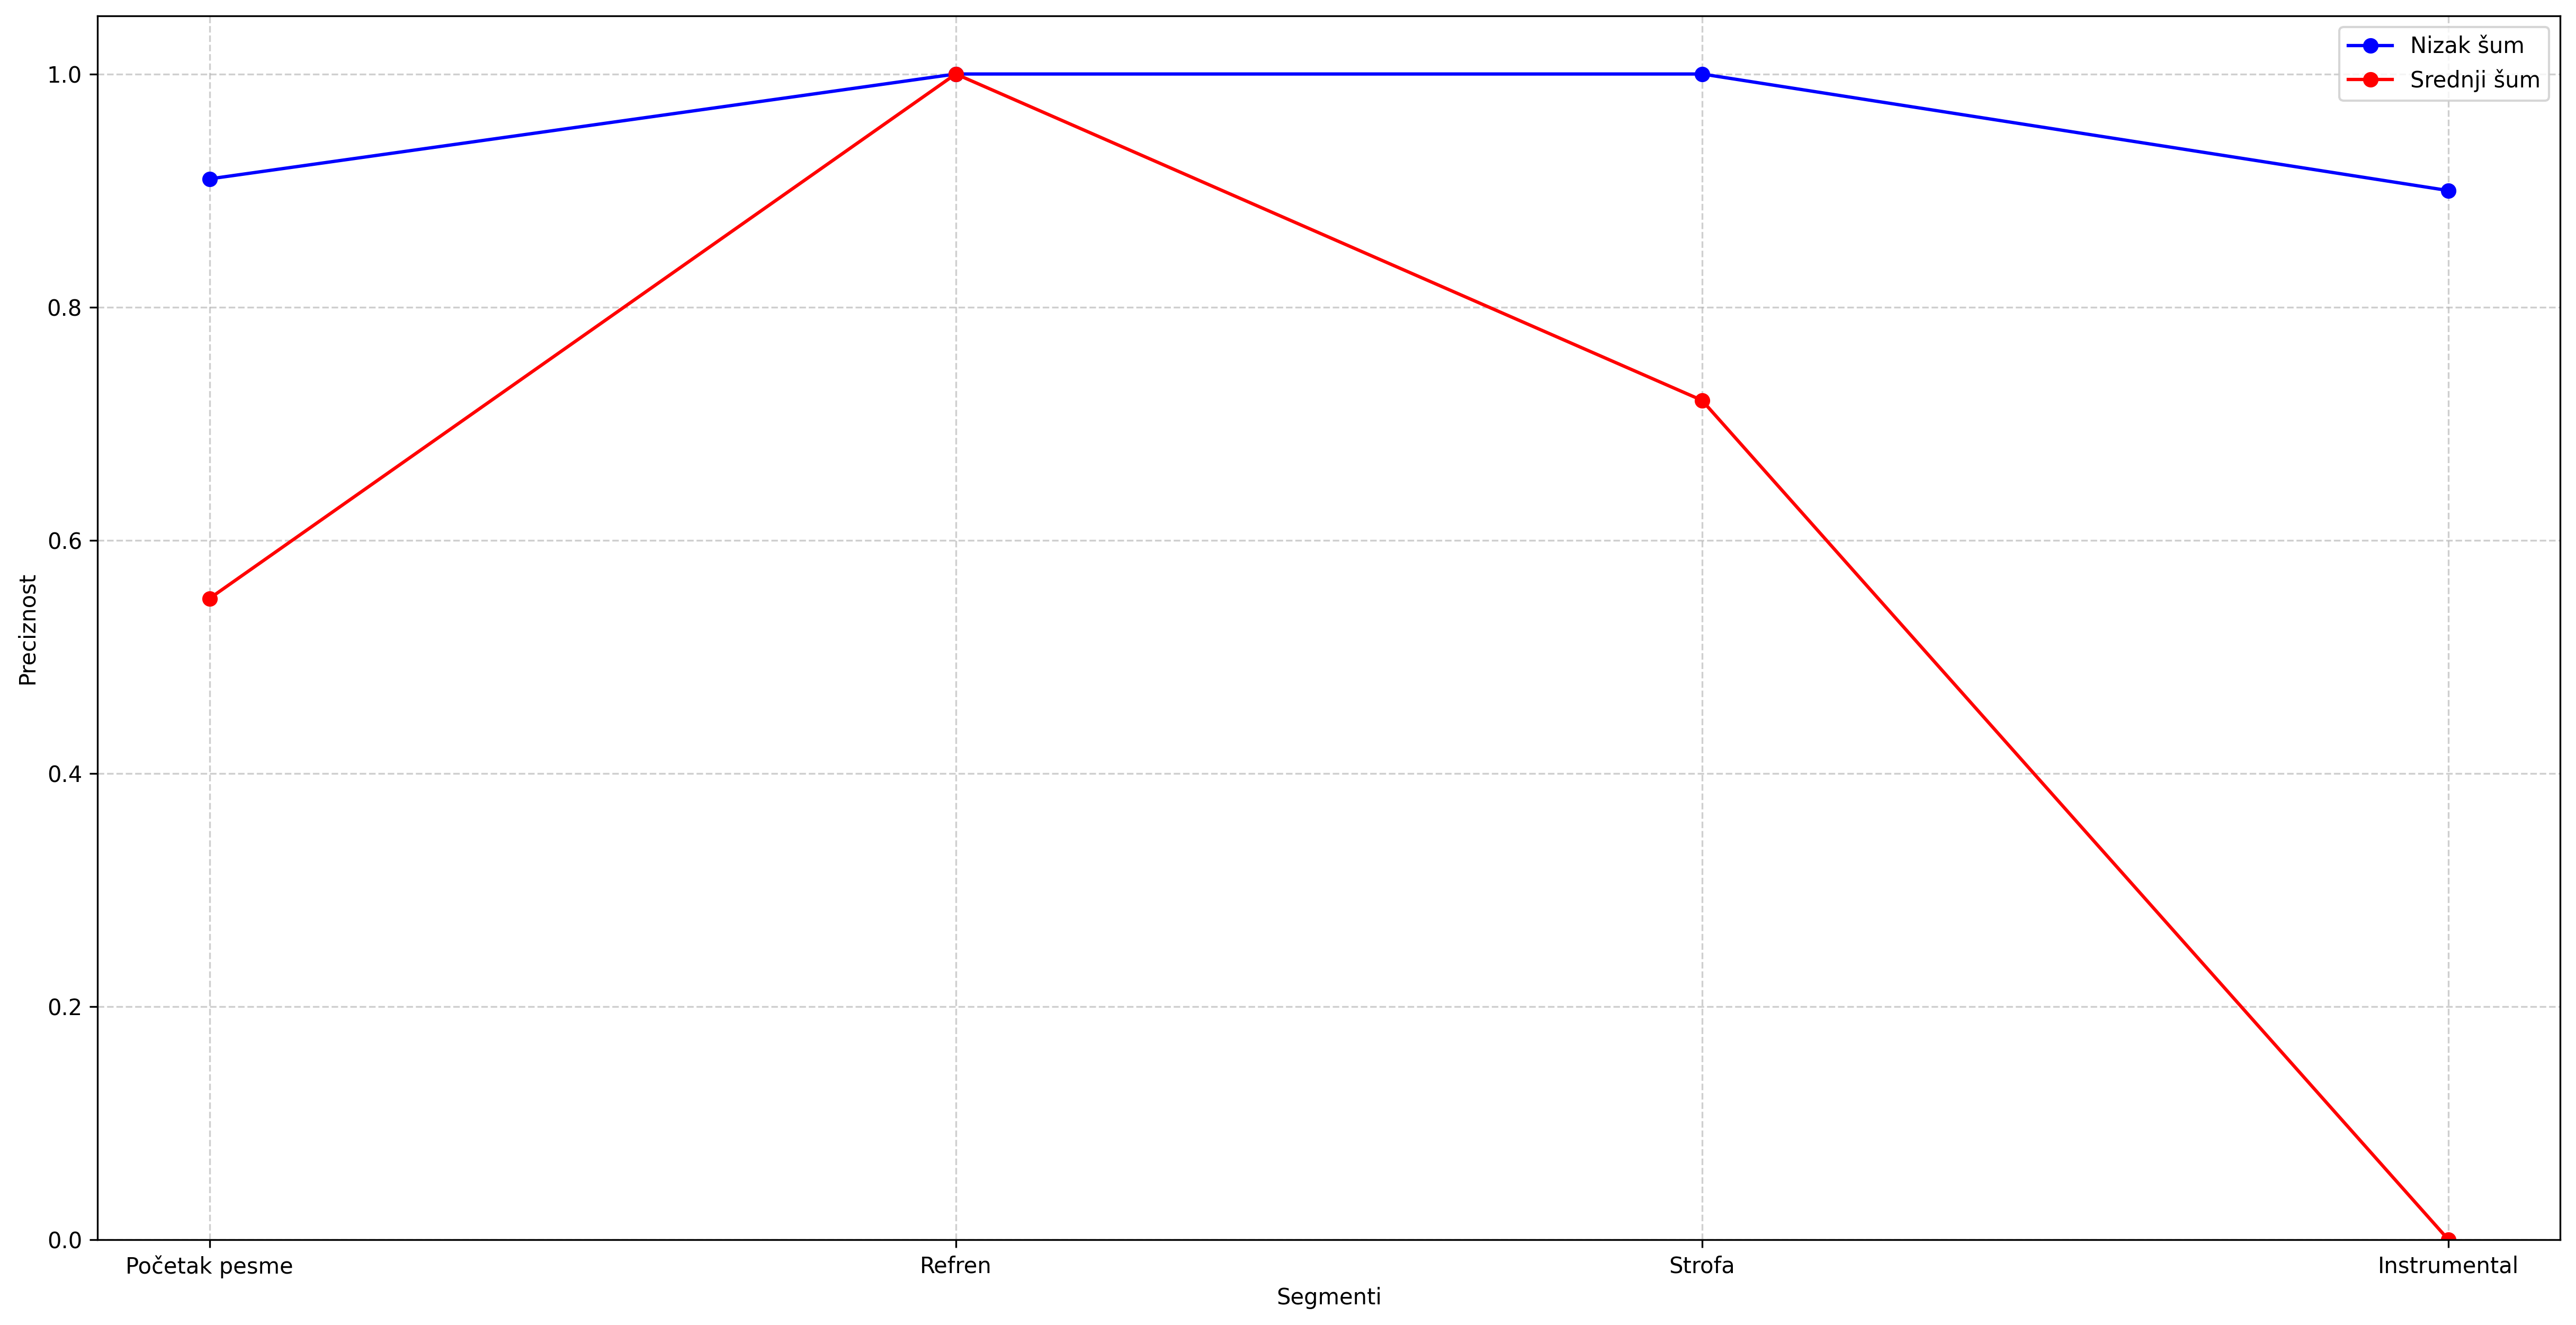 Nizak šum
Srednji šum
1.0
0.8
0.6
0.4
0.2
0.0
Preciznost
Početak pesme
Refren
Strofa
Instrumental
Segmenti